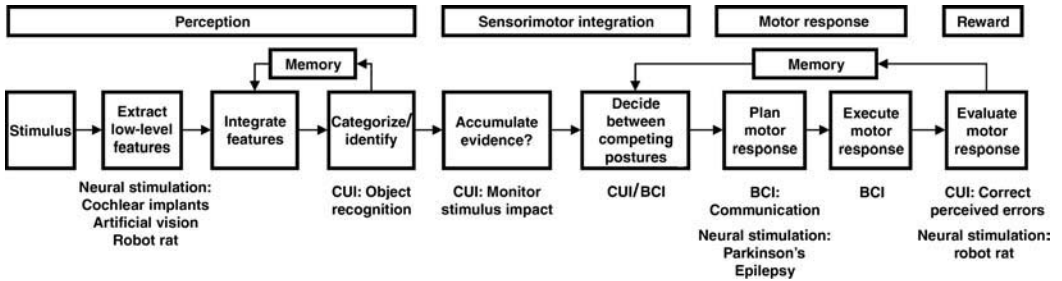 Perception
Sensorimotor integration
Motor response
Reward
Memory
Memory
Stimulus
Extract
low-level
features
Integrate
features
Categorize/
identify
Accumulate
evidence?
Decide
between
competing
postures
Plan
motor
response
Execute
motor
response
Evaluate
motor
response
Neural stimulation:
Cochlear implants
Artificial vision
Robot rat
CUI: Object
recognition
CUI: Monitor
stimulus impact
CUI/BCI
BCI:
Communication
Neural stimulation:
Parkinson's
Epilepsy
BCI
CUI: Correct
perceived errors
Neural stimulation:
robot rat